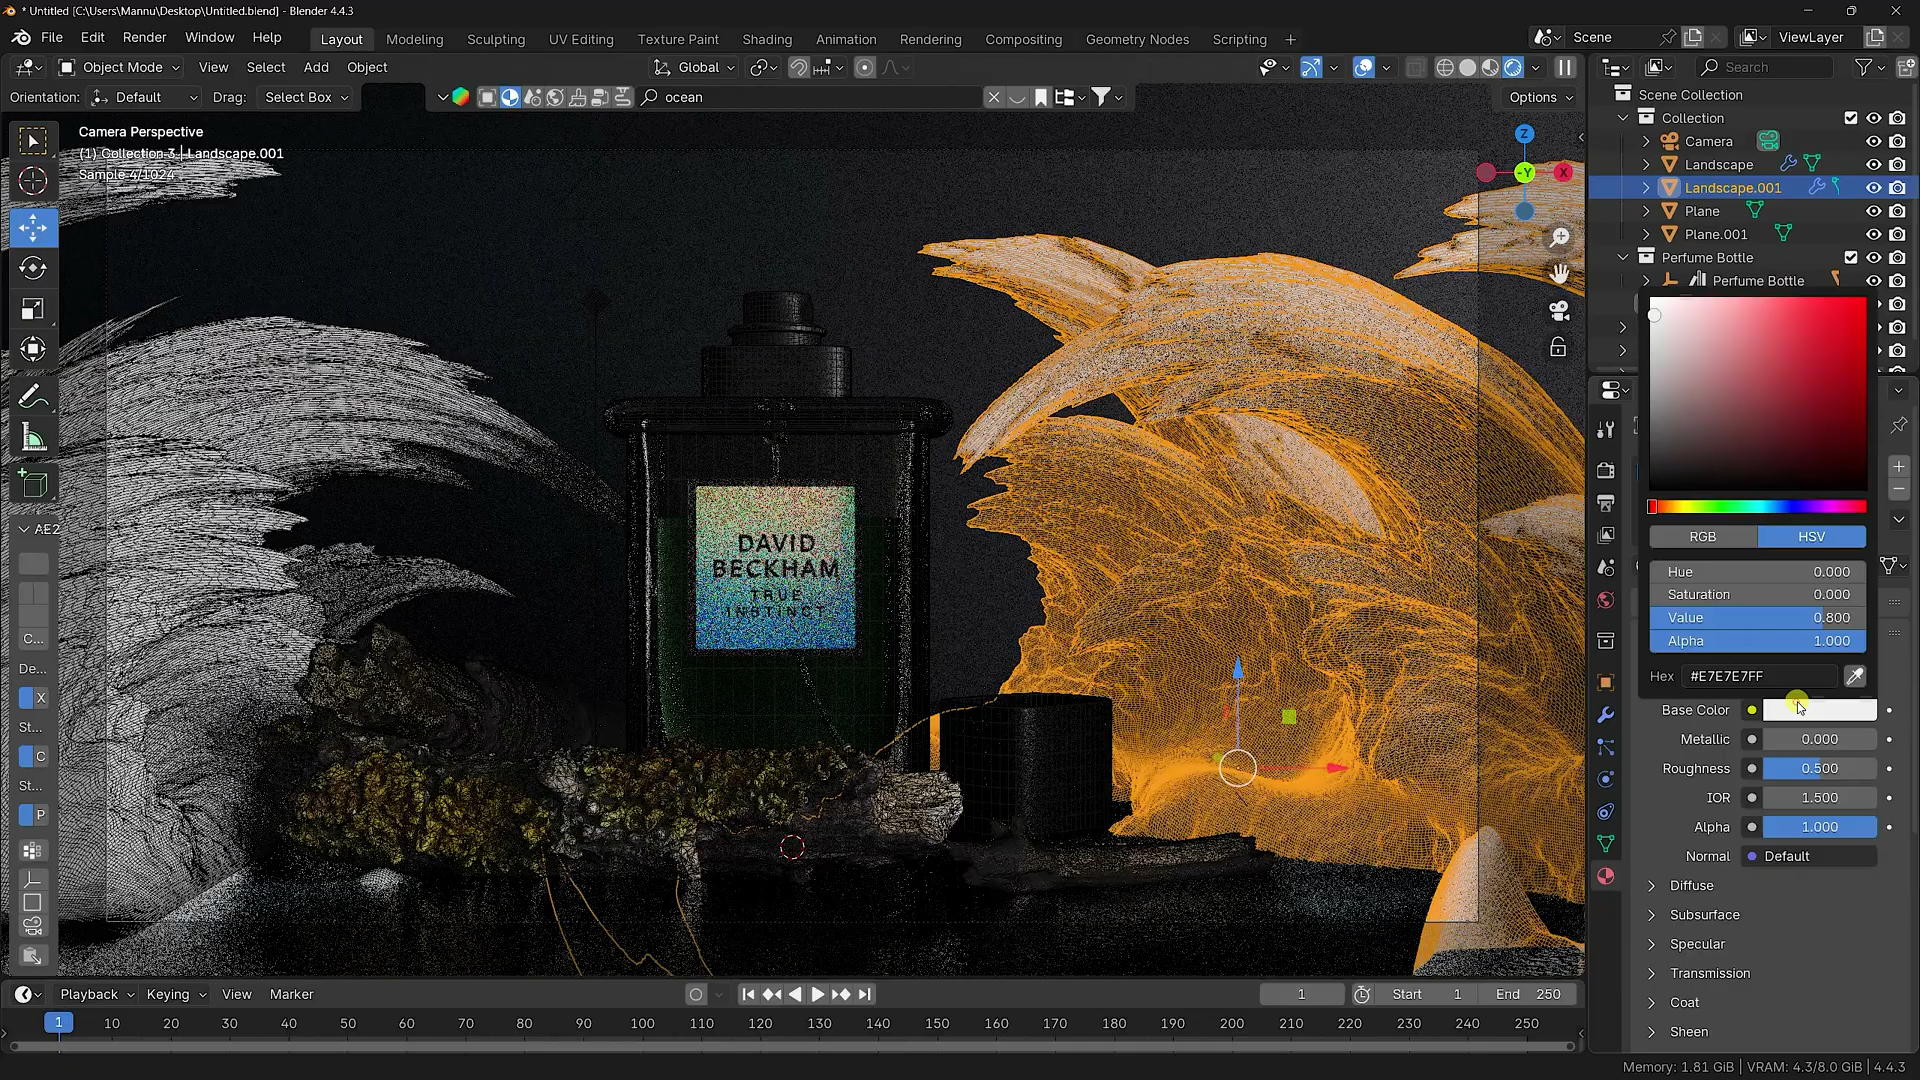 * Untitled [C:\Users\Mannu\Desktop\Untitled.blend] - Blender 4.4.3
File Edit Render Window Help Layout Modeling Sculpting UV Editing Texture Paint Shading Animation Rendering Compositing Geometry Nodes Scripting + Scene ViewLayer
Object Mode View Select Add Object Global Search
Orientation: Default Drag: Select Box ocean Options
Scene Collection
Collection
Camera
Landscape
Landscape.001
Plane
Plane.001
Perfume Bottle
Perfume Bottle
Camera Perspective
(1) Collection 3 | Landscape.001
Sample 4/1024
Z
-Y X
AE2
C...
De...
X
St...
C
St...
P
DAVID
BECKHAM
TRUE
INSTINCT
RGB HSV
Hue 0.000
Saturation 0.000
Value 0.800
Alpha 1.000
Hex #E7E7E7FF
Base Color
Metallic 0.000
Roughness 0.500
IOR 1.500
Alpha 1.000
Normal Default
Diffuse
Subsurface
Specular
Transmission
Coat
Sheen
Playback Keying View Marker 1 Start 1 End 250
1 10 20 30 40 50 60 70 80 90 100 110 120 130 140 150 160 170 180 190 200 210 220 230 240 250
Memory: 1.81 GiB | VRAM: 4.3/8.0 GiB | 4.4.3